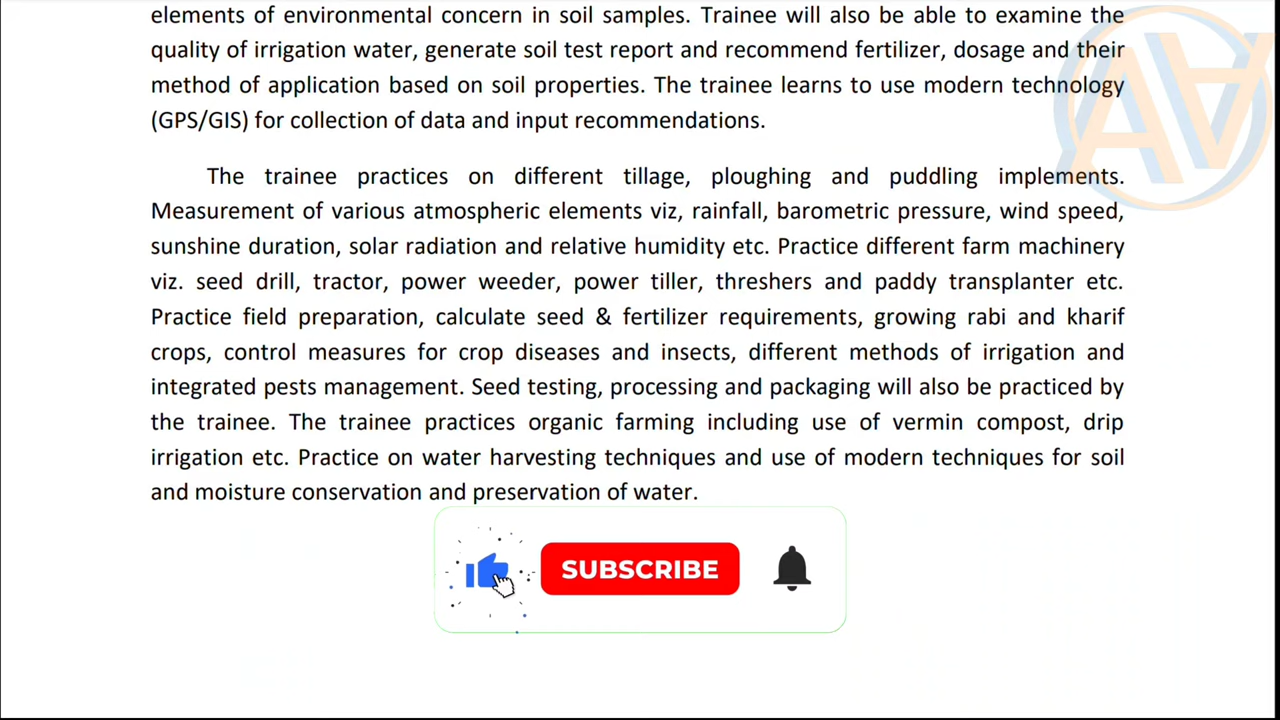 elements of environmental concern in soil samples. Trainee will also be able to examine the
quality of irrigation water, generate soil test report and recommend fertilizer, dosage and their
method of application based on soil properties. The trainee learns to use modern technology
(GPS/GIS) for collection of data and input recommendations.
The trainee practices on different tillage, ploughing and puddling implements.
Measurement of various atmospheric elements viz, rainfall, barometric pressure, wind speed,
sunshine duration, solar radiation and relative humidity etc. Practice different farm machinery
viz. seed drill, tractor, power weeder, power tiller, threshers and paddy transplanter etc.
Practice field preparation, calculate seed & fertilizer requirements, growing rabi and kharif
crops, control measures for crop diseases and insects, different methods of irrigation and
integrated pests management. Seed testing, processing and packaging will also be practiced by
the trainee. The trainee practices organic farming including use of vermin compost, drip
irrigation etc. Practice on water harvesting techniques and use of modern techniques for soil
and moisture conservation and preservation of water.
SUBSCRIBE